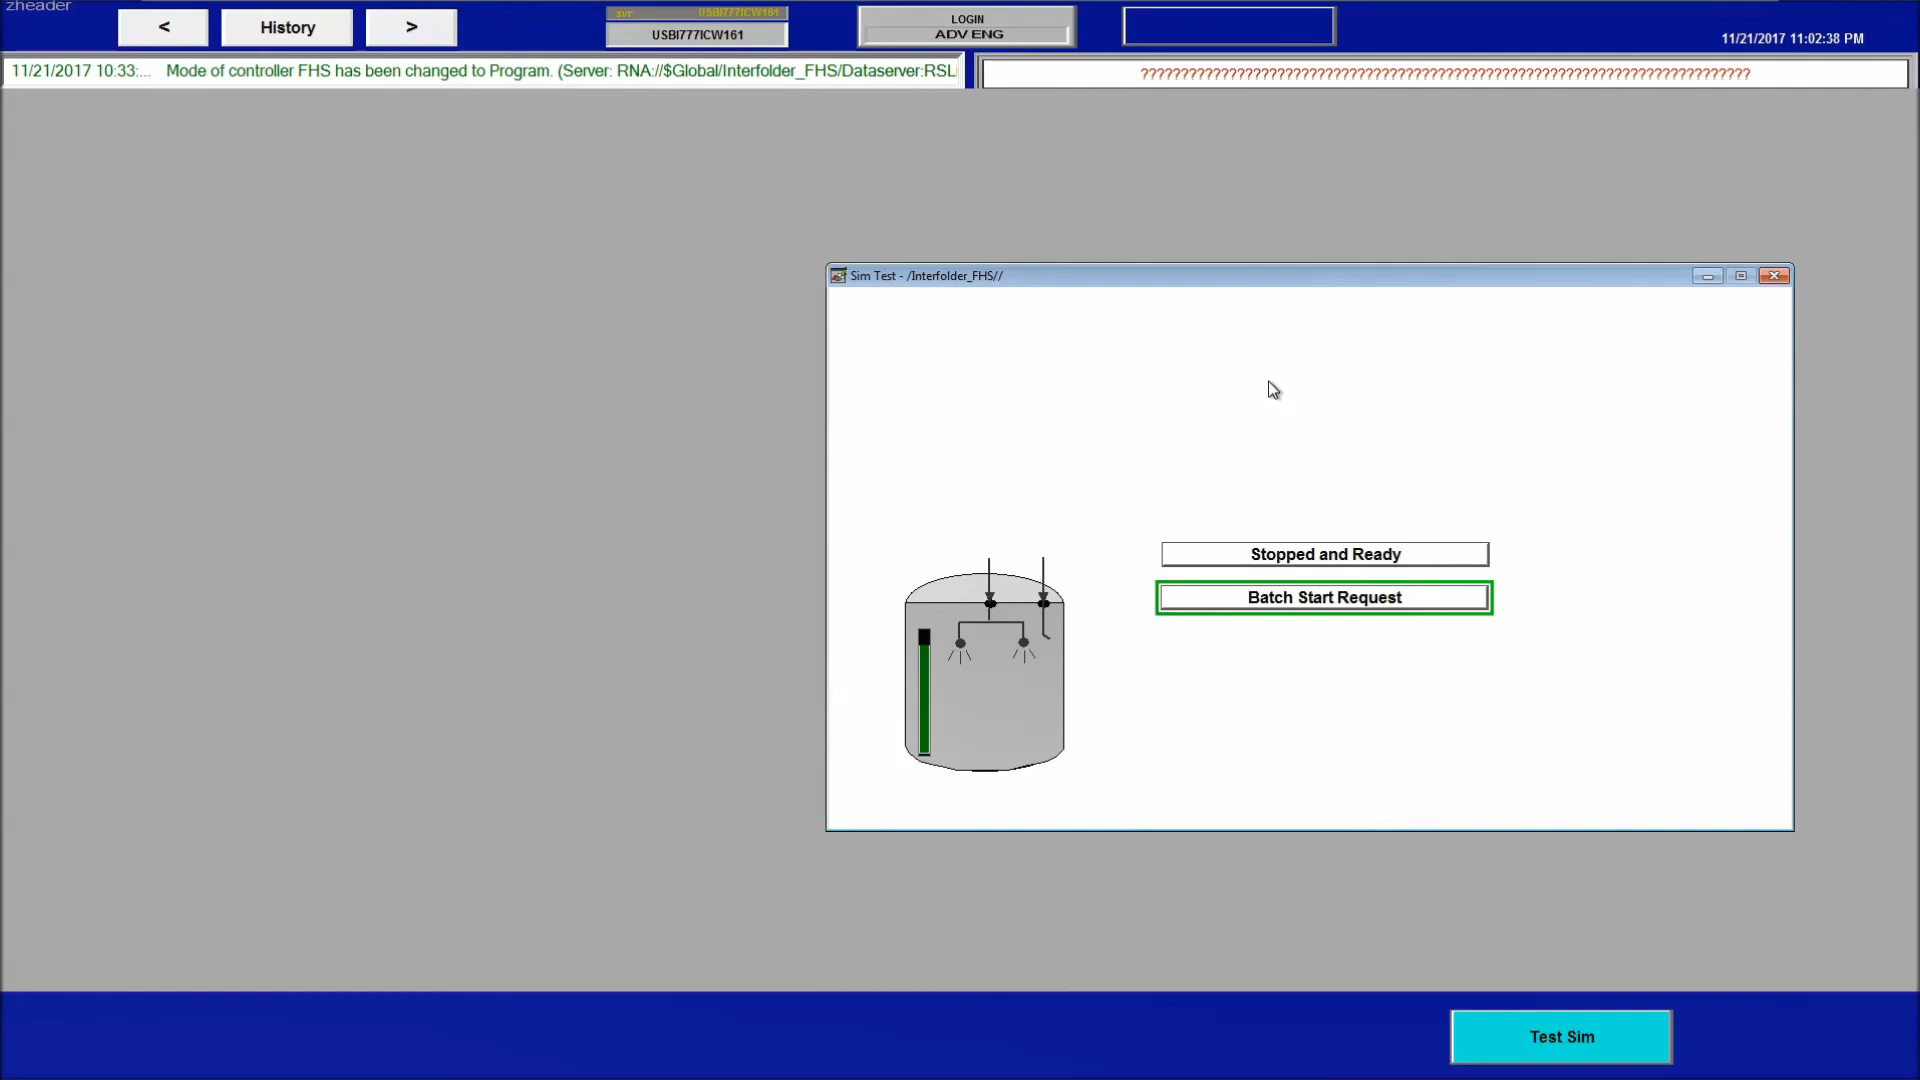 zheader
<
History
>
svr USBI777ICW161
USBI777ICW161
LOGIN
ADV ENG
11/21/2017 11:02:38 PM
11/21/2017 10:33:... Mode of controller FHS has been changed to Program. (Server: RNA://$Global/Interfolder_FHS/Dataserver:RSL
Sim Test - /Interfolder_FHS//
Stopped and Ready
Batch Start Request
Test Sim